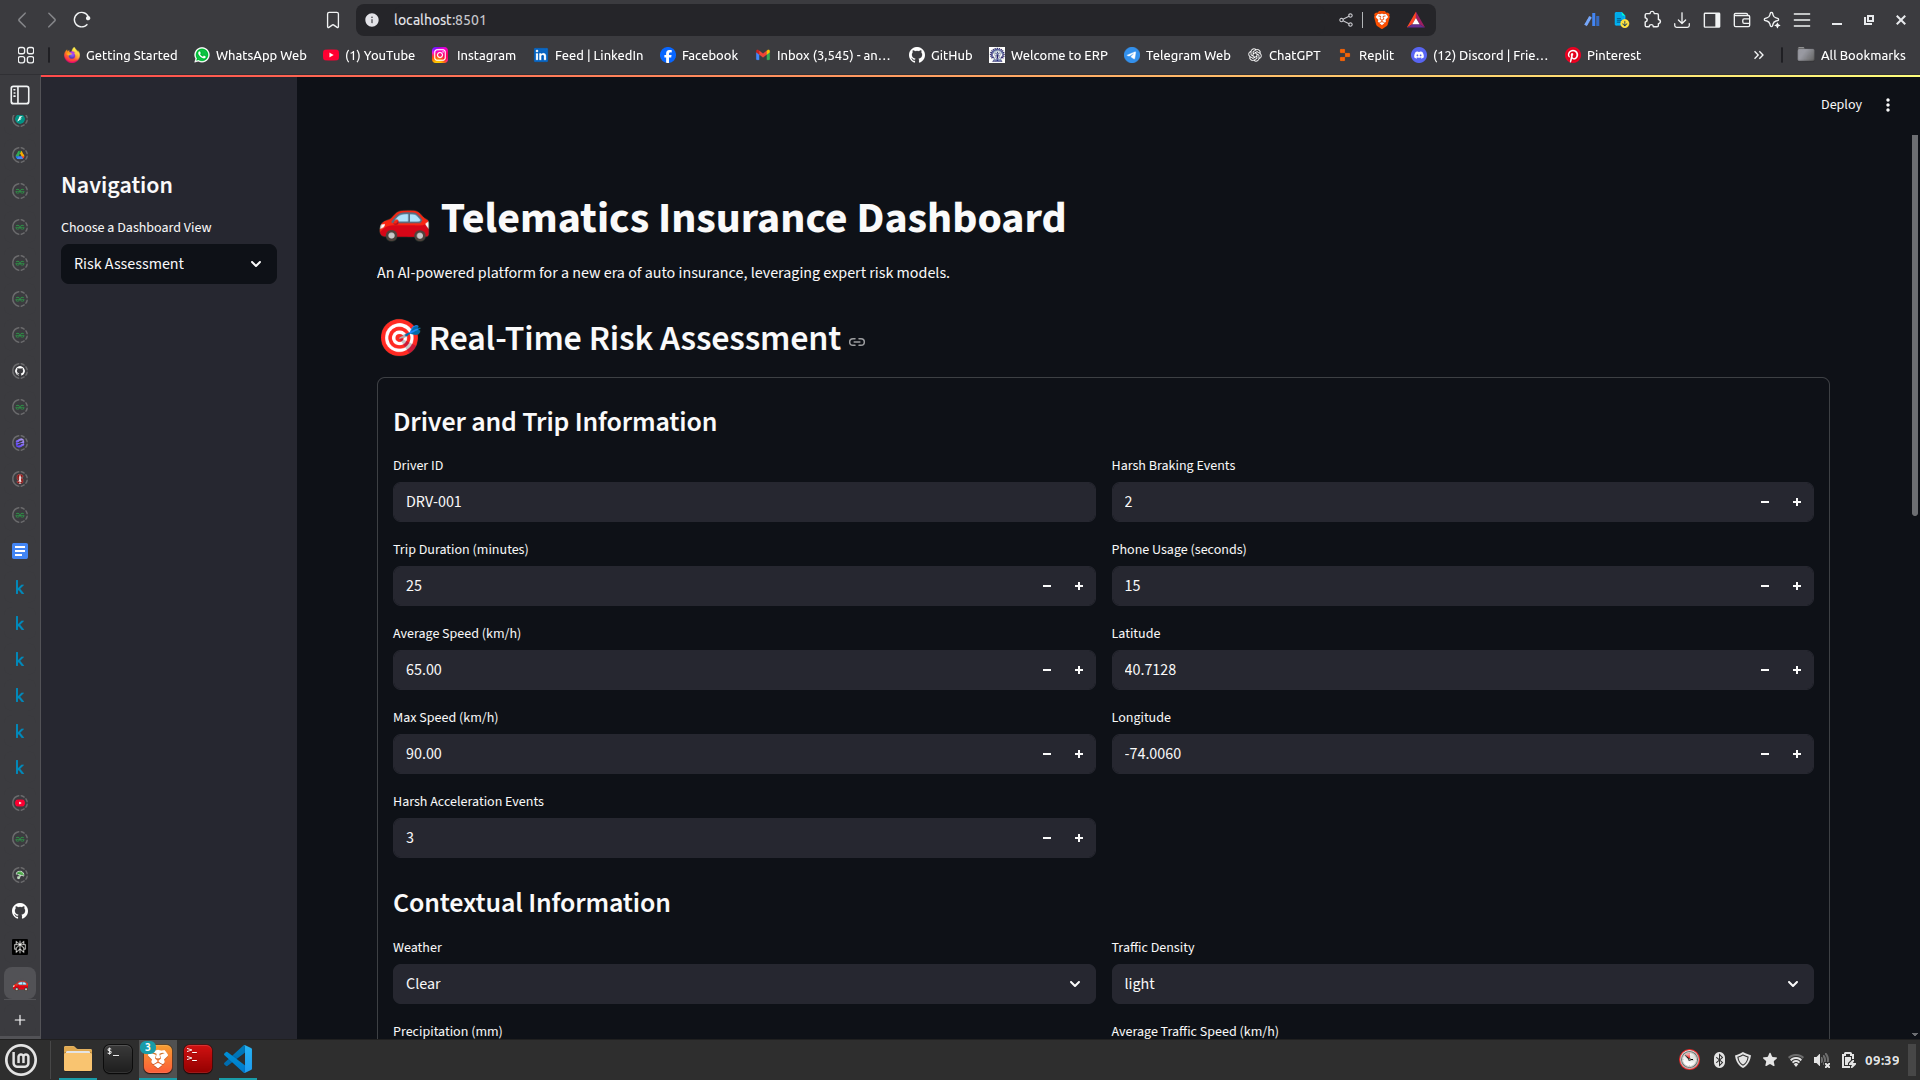 localhost:8501
Getting Started
WhatsApp Web
(1) YouTube
Instagram
Feed | LinkedIn
Facebook
Inbox (3,545) - an...
GitHub
Welcome to ERP
Telegram Web
ChatGPT
Replit
(12) Discord | Frie...
Pinterest
All Bookmarks
Deploy
Navigation
Choose a Dashboard View
Risk Assessment
Telematics Insurance Dashboard
An AI-powered platform for a new era of auto insurance, leveraging expert risk models.
Real-Time Risk Assessment
Driver and Trip Information
Driver ID
DRV-001
Harsh Braking Events
2
Trip Duration (minutes)
25
Phone Usage (seconds)
15
Average Speed (km/h)
65.00
Latitude
40.7128
Max Speed (km/h)
90.00
Longitude
-74.0060
Harsh Acceleration Events
3
Contextual Information
Weather
Clear
Traffic Density
light
Precipitation (mm)
Average Traffic Speed (km/h)
3
09:39